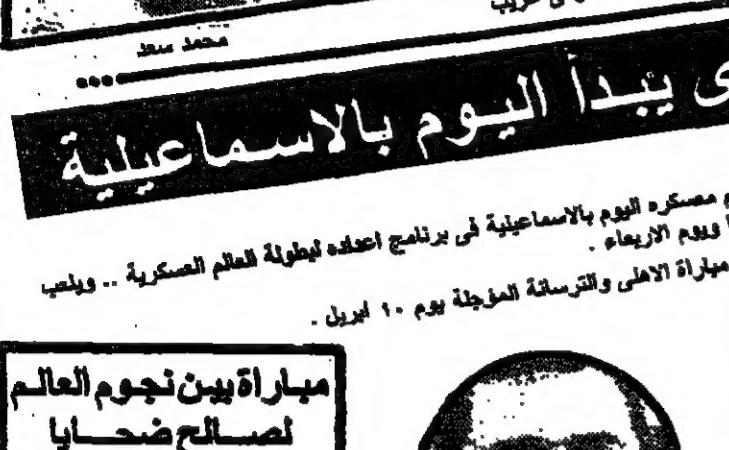 غريب
محمد سعد
ى يبدأ اليوم بالاسماعيلية
معسكره اليوم بالاسماعيلية فى برنامج اعداده لبطولة العالم العسكرية .. ويلعب
ويوم الاربعاء .
مباراة الاهلى والترسانة المؤجلة يوم ١٠ ابريل .
مباراة بين نجوم العالم
لصالح ضحايا